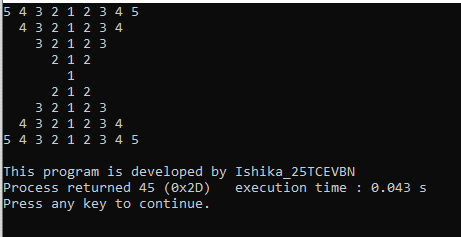 5 4 3 2 1 2 3 4 5
  4 3 2 1 2 3 4
    3 2 1 2 3
      2 1 2
        1
      2 1 2
    3 2 1 2 3
  4 3 2 1 2 3 4
5 4 3 2 1 2 3 4 5

This program is developed by Ishika_25TCEVBN
Process returned 45 (0x2D)   execution time : 0.043 s
Press any key to continue.